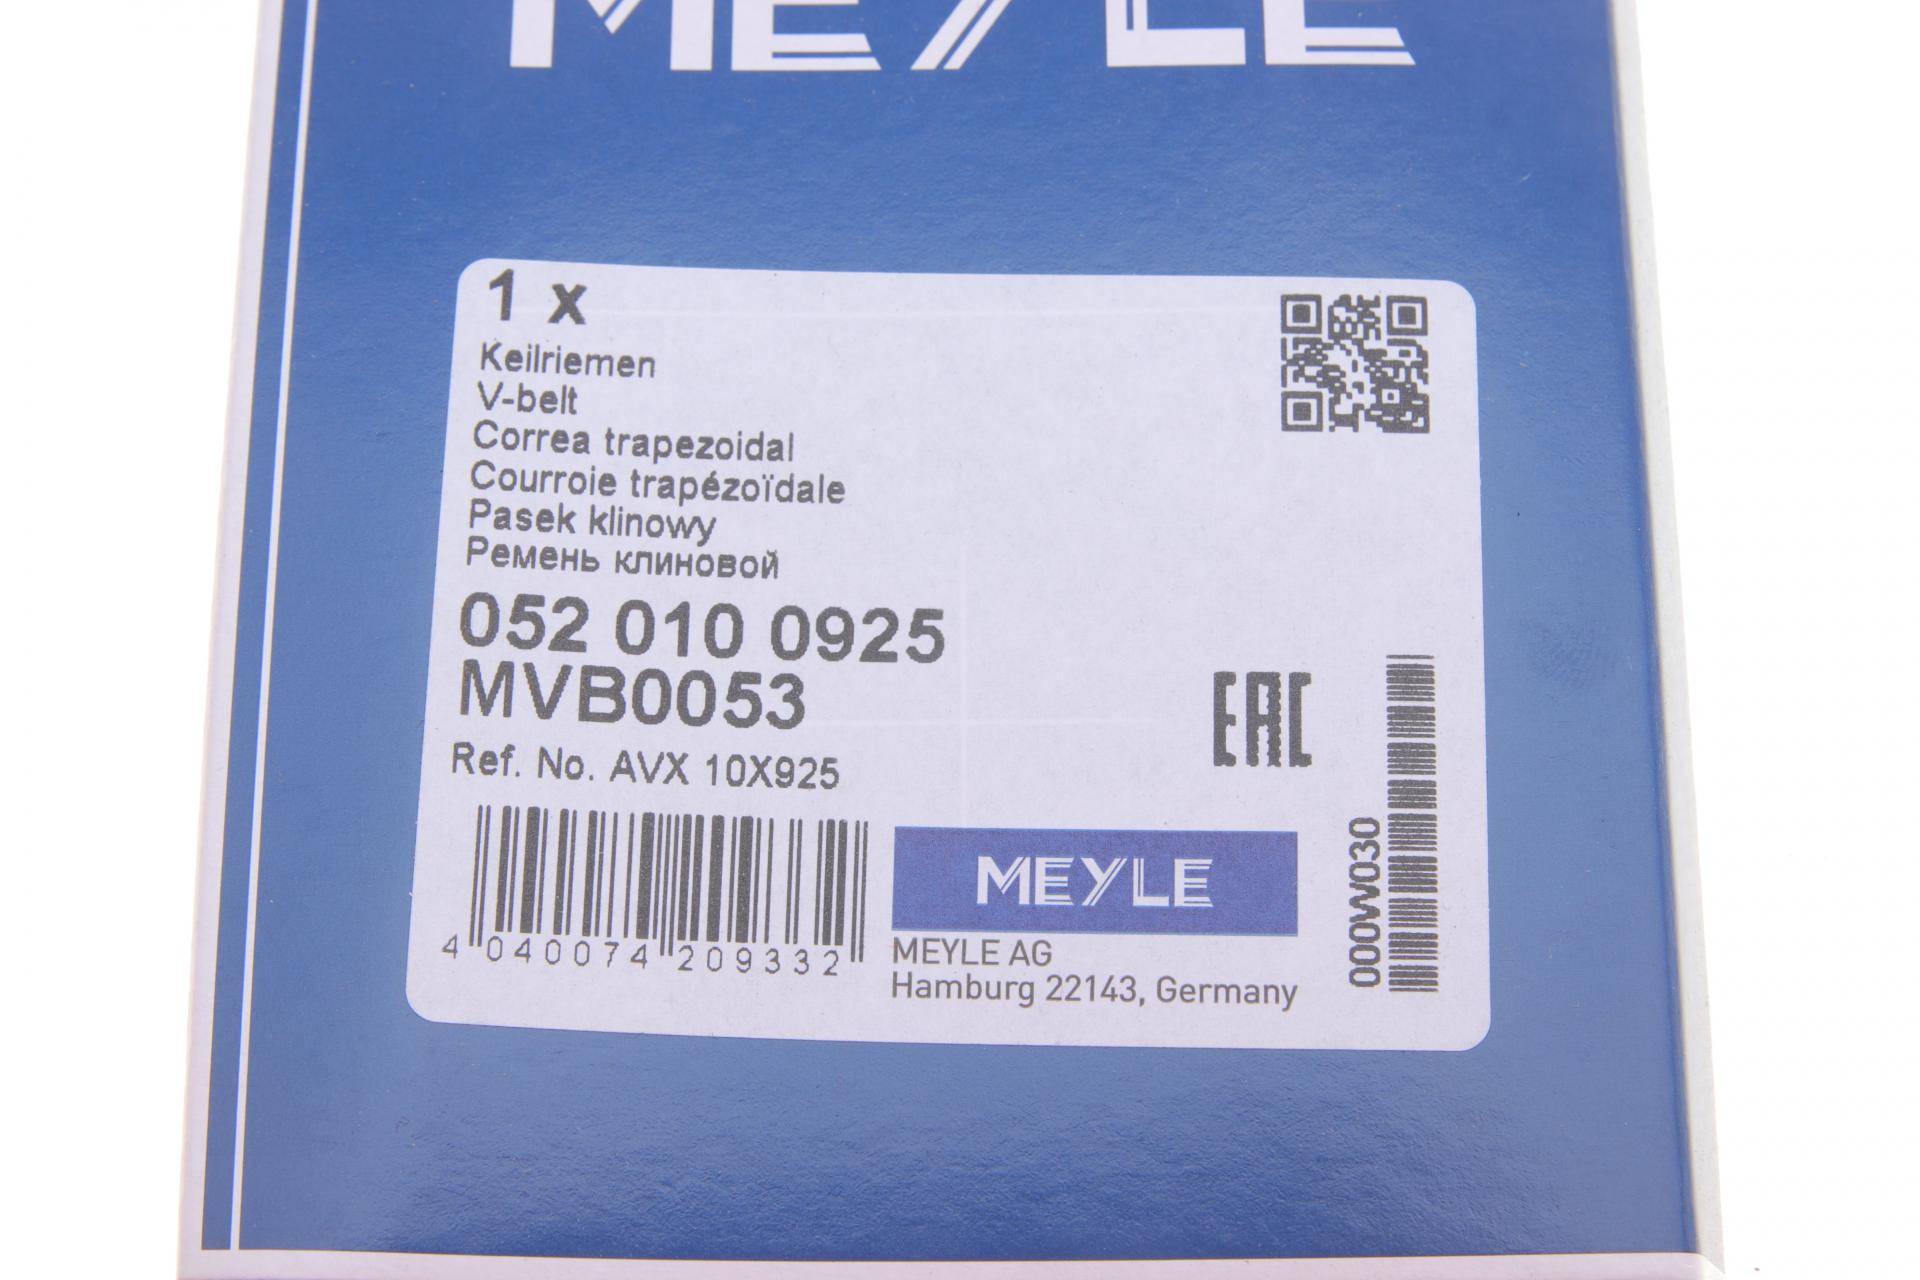 MEYLE
1 x
Keilriemen
V-belt
Correa trapezoidal
Courroie trapézoïdale
Pasek klinowy
Ремень клиновой
052 010 0925
MVB0053
Ref. No. AVX 10X925
EAC
4 040074 209332
MEYLE
MEYLE AG
Hamburg 22143, Germany
000W030